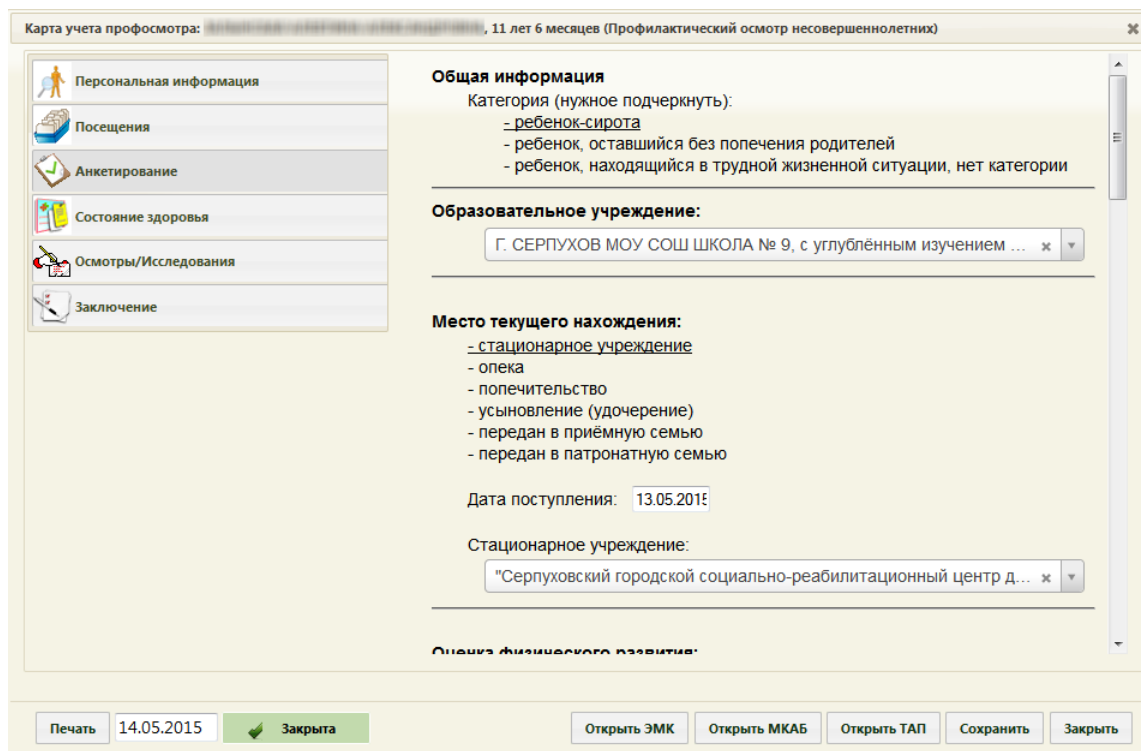 Карта учета профосмотра: , 11 лет 6 месяцев (Профилактический осмотр несовершеннолетних)
Персональная информация
Посещения
Анкетирование
Состояние здоровья
Осмотры/Исследования
Заключение
Общая информация
Категория (нужное подчеркнуть):
- ребенок-сирота
- ребенок, оставшийся без попечения родителей
- ребенок, находящийся в трудной жизненной ситуации, нет категории
Образовательное учреждение:
Г. СЕРПУХОВ МОУ СОШ ШКОЛА № 9, с углублённым изучением ...
Место текущего нахождения:
- стационарное учреждение
- опека
- попечительство
- усыновление (удочерение)
- передан в приёмную семью
- передан в патронатную семью
Дата поступления: 13.05.2015
Стационарное учреждение:
"Серпуховский городской социально-реабилитационный центр д...
Оценка физического развития:
Печать 14.05.2015 Закрыта Открыть ЭМК Открыть МКАБ Открыть ТАП Сохранить Закрыть